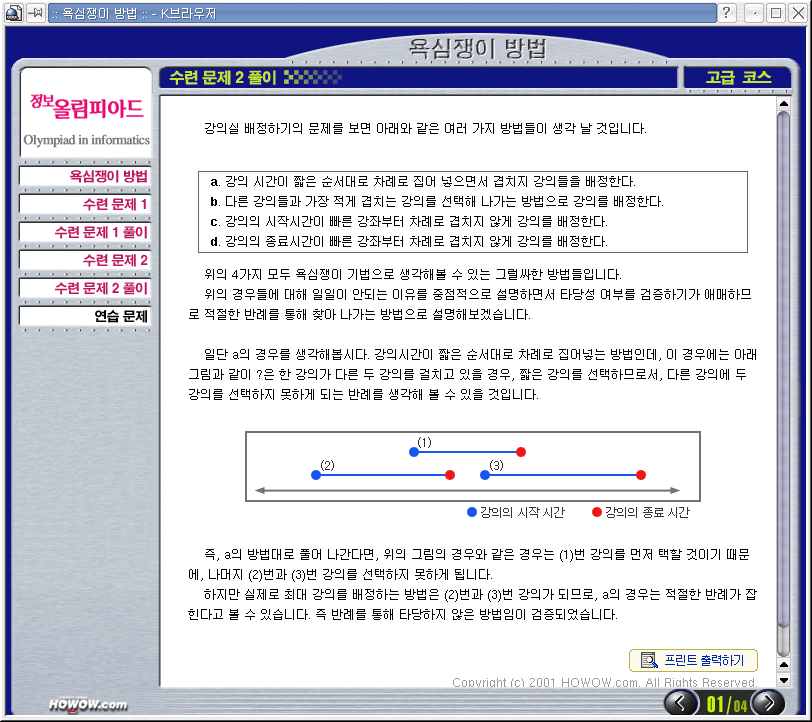 :: 욕심쟁이 방법 :: - K브라우저
욕심쟁이 방법
정보올림피아드
Olympiad in informatics
욕심쟁이 방법
수련 문제 1
수련 문제 1 풀이
수련 문제 2
수련 문제 2 풀이
연습 문제
수련 문제 2 풀이
고급 코스
강의실 배정하기의 문제를 보면 아래와 같은 여러 가지 방법들이 생각 날 것입니다.
a. 강의 시간이 짧은 순서대로 차례로 집어 넣으면서 겹치지 강의들을 배정한다.
b. 다른 강의들과 가장 적게 겹치는 강의를 선택해 나가는 방법으로 강의를 배정한다.
c. 강의의 시작시간이 빠른 강좌부터 차례로 겹치지 않게 강의를 배정한다.
d. 강의의 종료시간이 빠른 강좌부터 차례로 겹치지 않게 강의를 배정한다.
위의 4가지 모두 욕심쟁이 기법으로 생각해볼 수 있는 그럴싸한 방법들입니다.
위의 경우들에 대해 일일이 안되는 이유를 중점적으로 설명하면서 타당성 여부를 검증하기가 애매하므
로 적절한 반례를 통해 찾아 나가는 방법으로 설명해보겠습니다.
일단 a의 경우를 생각해봅시다. 강의시간이 짧은 순서대로 차례로 집어넣는 방법인데, 이 경우에는 아래
그림과 같이 ?은 한 강의가 다른 두 강의를 걸치고 있을 경우, 짧은 강의를 선택하므로서, 다른 강의에 두
강의를 선택하지 못하게 되는 반례를 생각해 볼 수 있을 것입니다.
(1)
(2)
(3)
강의의 시작 시간
강의의 종료 시간
즉, a의 방법대로 풀어 나간다면, 위의 그림의 경우와 같은 경우는 (1)번 강의를 먼저 택할 것이기 때문
에, 나머지 (2)번과 (3)번 강의를 선택하지 못하게 됩니다.
하지만 실제로 최대 강의를 배정하는 방법은 (2)번과 (3)번 강의가 되므로, a의 경우는 적절한 반례가 잡
힌다고 볼 수 있습니다. 즉 반례를 통해 타당하지 않은 방법임이 검증되었습니다.
프린트 출력하기
Copyright (c) 2001 HOWOW.com. All Rights Reserved.
HOWOW.com
01/04